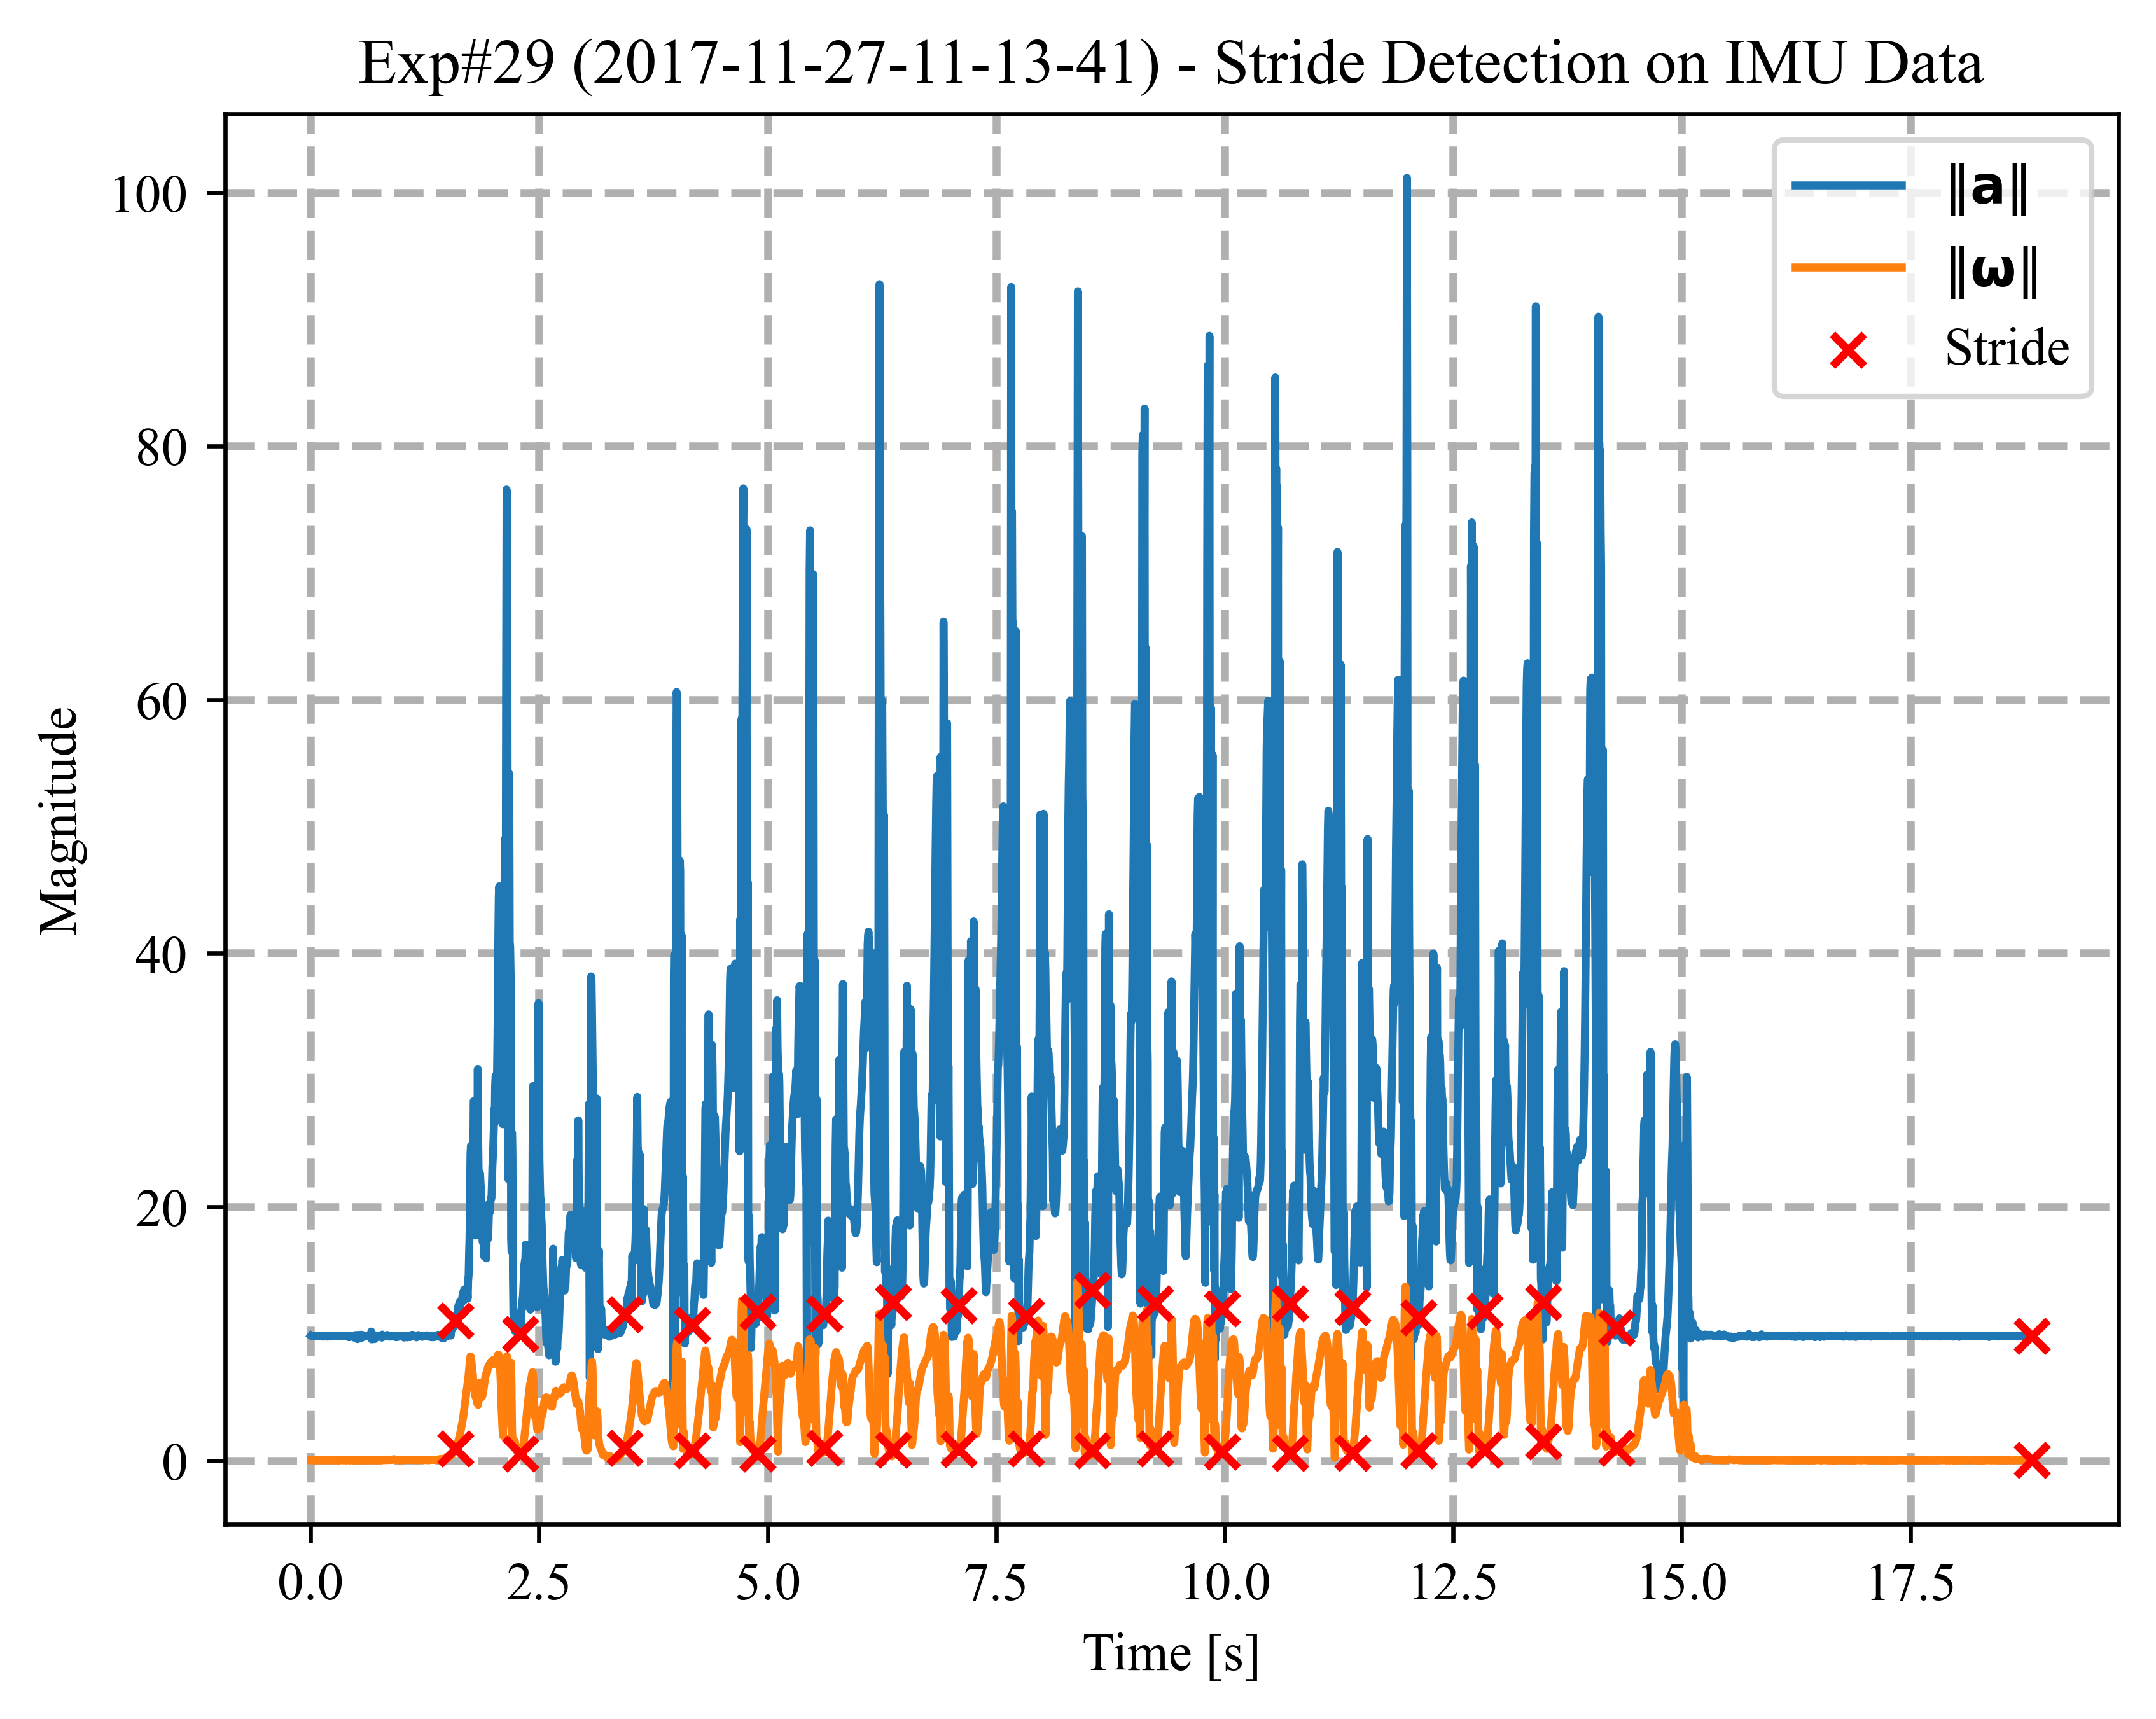 Exp#29 (2017-11-27-11-13-41) - Stride Detection on IMU Data
‖a‖
‖ω‖
Stride
100
80
60
40
20
0
Magnitude
0.0 2.5 5.0 7.5 10.0 12.5 15.0 17.5
Time [s]